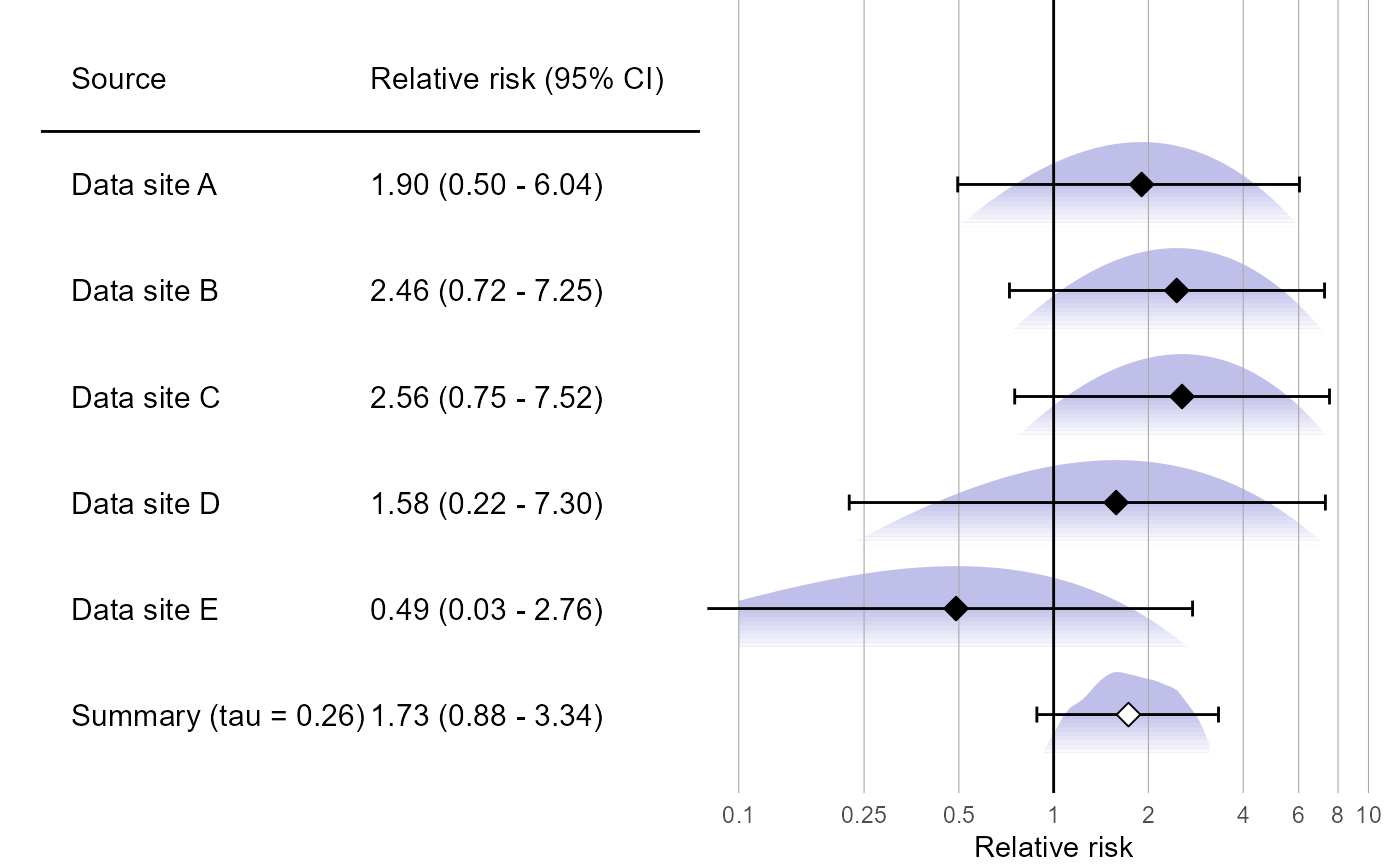 Source Relative risk (95% CI)
Data site A 1.90 (0.50 - 6.04)
Data site B 2.46 (0.72 - 7.25)
Data site C 2.56 (0.75 - 7.52)
Data site D 1.58 (0.22 - 7.30)
Data site E 0.49 (0.03 - 2.76)
Summary (tau = 0.26) 1.73 (0.88 - 3.34)
0.1 0.25 0.5 1 2 4 6 8 10
Relative risk